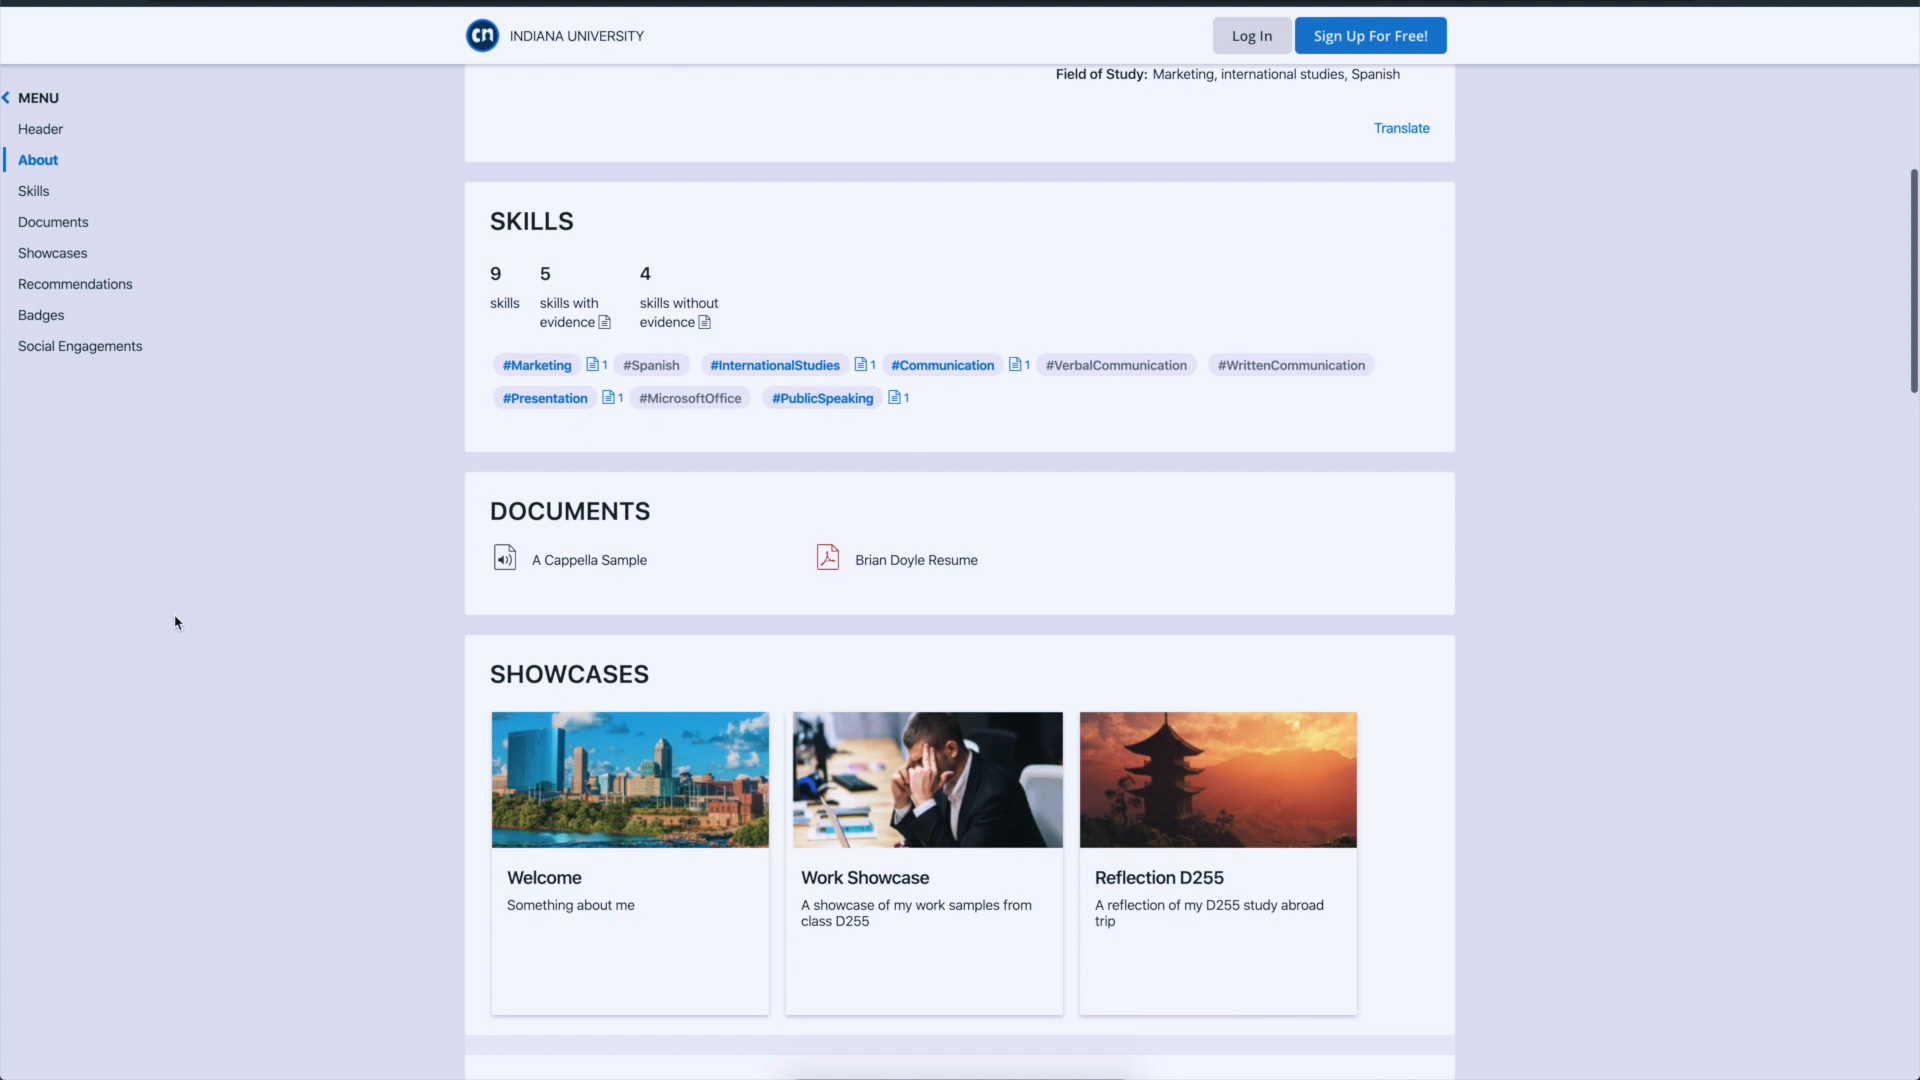 cn INDIANA UNIVERSITY
Log In
Sign Up For Free!
MENU
Header
About
Skills
Documents
Showcases
Recommendations
Badges
Social Engagements
Field of Study: Marketing, international studies, Spanish
Translate
SKILLS
9 5 4
skills skills with skills without
evidence evidence
#Marketing 1 #Spanish #InternationalStudies 1 #Communication 1 #VerbalCommunication #WrittenCommunication
#Presentation 1 #MicrosoftOffice #PublicSpeaking 1
DOCUMENTS
A Cappella Sample
Brian Doyle Resume
SHOWCASES
Welcome
Something about me
Work Showcase
A showcase of my work samples from
class D255
Reflection D255
A reflection of my D255 study abroad
trip